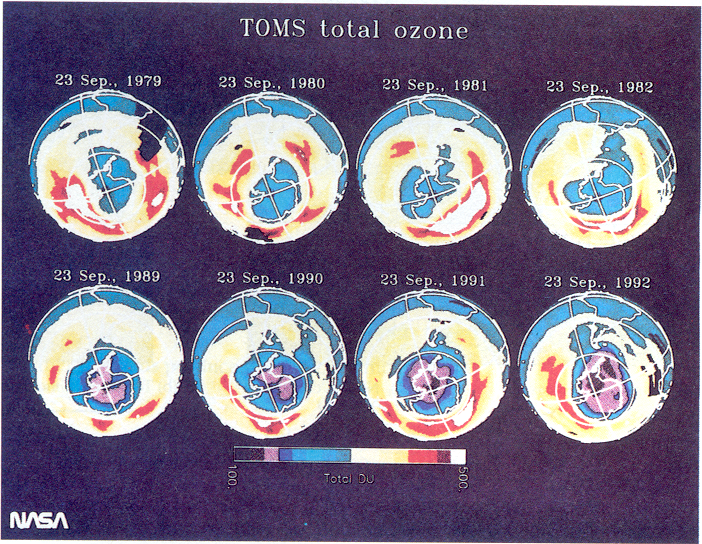 TOMS total ozone
23 Sep., 1979
23 Sep., 1980
23 Sep., 1981
23 Sep., 1982
23 Sep., 1989
23 Sep., 1990
23 Sep., 1991
23 Sep., 1992
100.
Total DU
500.
NASA